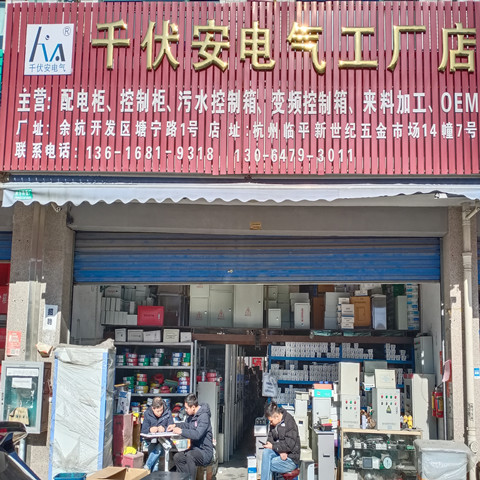 千伏安电气工厂店
hA®
千伏安电气
主营:配电柜、控制柜、污水控制箱、变频控制箱、来料加工、OEM
厂址:余杭开发区塘宁路1号 店址:杭州临平新世纪五金市场14幢7号
联系电话:136-1681-9318 130-6479-3011